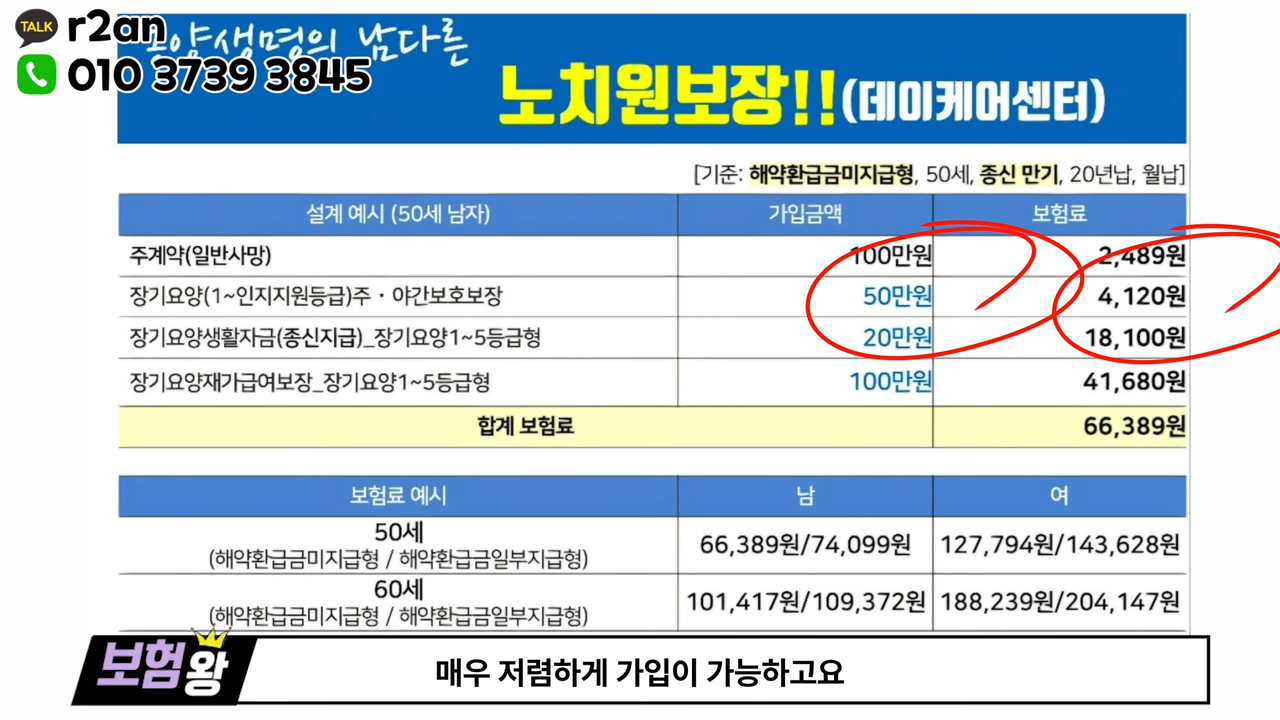 TALK r2an
010 3739 3845
양생명의 남다른
노치원보장!!(데이케어센터)
[기준: 해약환급금미지급형, 50세, 종신 만기, 20년납, 월납]
설계 예시 (50세 남자) 가입금액 보험료
주계약(일반사망) 100만원 2,489원
장기요양(1~인지지원등급)주·야간보호보장 50만원 4,120원
장기요양생활자금(종신지급)_장기요양1~5등급형 20만원 18,100원
장기요양재가급여보장_장기요양1~5등급형 100만원 41,680원
합계 보험료 66,389원
보험료 예시 남 여
50세
(해약환급금미지급형 / 해약환급금일부지급형) 66,389원/74,099원 127,794원/143,628원
60세
(해약환급금미지급형 / 해약환급금일부지급형) 101,417원/109,372원 188,239원/204,147원
보험왕
매우 저렴하게 가입이 가능하고요